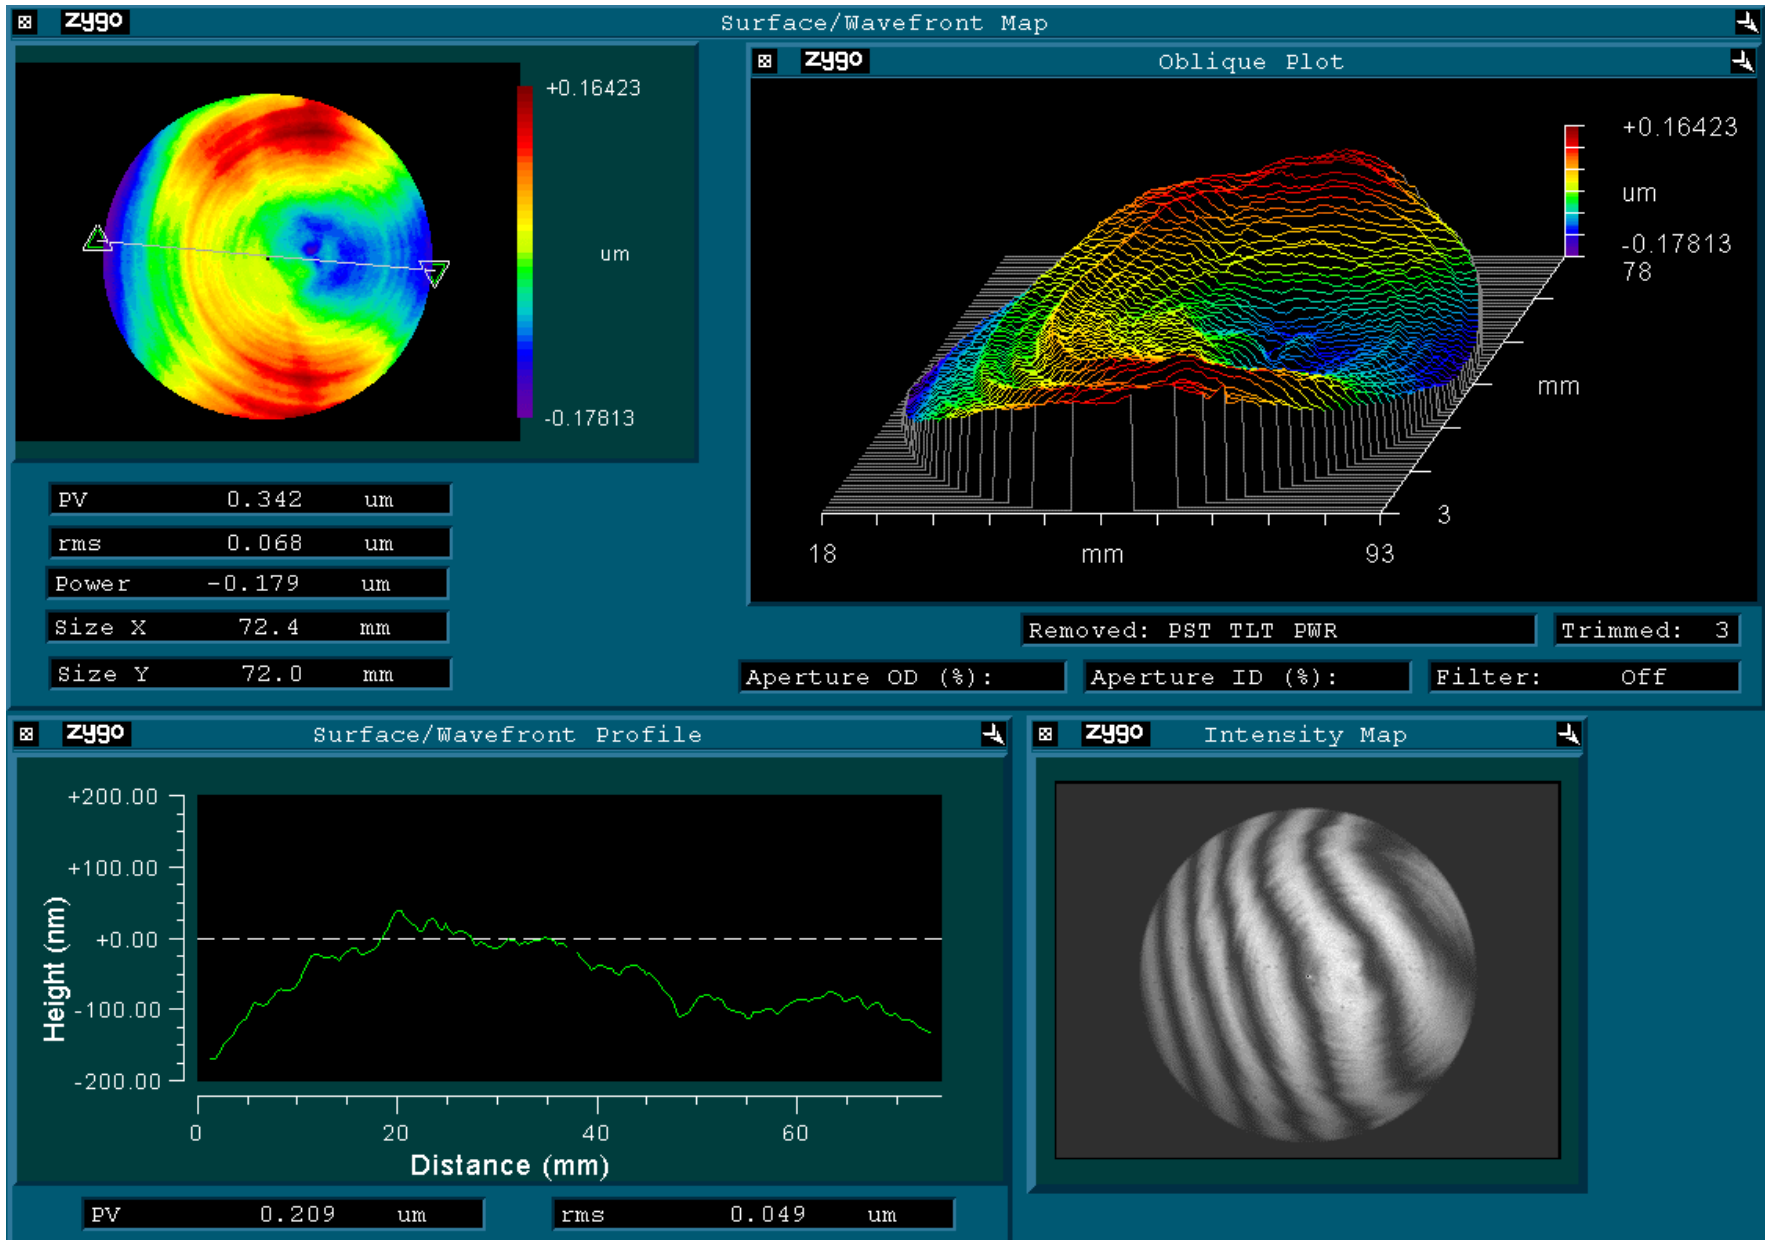 zygo Surface/Wavefront Map
+0.16423
um
-0.17813
zygo Oblique Plot
+0.16423
um
-0.17813
78
mm
3
18 mm 93
PV 0.342 um
rms 0.068 um
Power -0.179 um
Size X 72.4 mm
Size Y 72.0 mm
Removed: PST TLT PWR
Trimmed: 3
Aperture OD (%):
Aperture ID (%):
Filter: Off
zygo Surface/Wavefront Profile
+200.00
+100.00
+0.00
-100.00
-200.00
Height (nm)
0 20 40 60
Distance (mm)
PV 0.209 um
rms 0.049 um
zygo Intensity Map